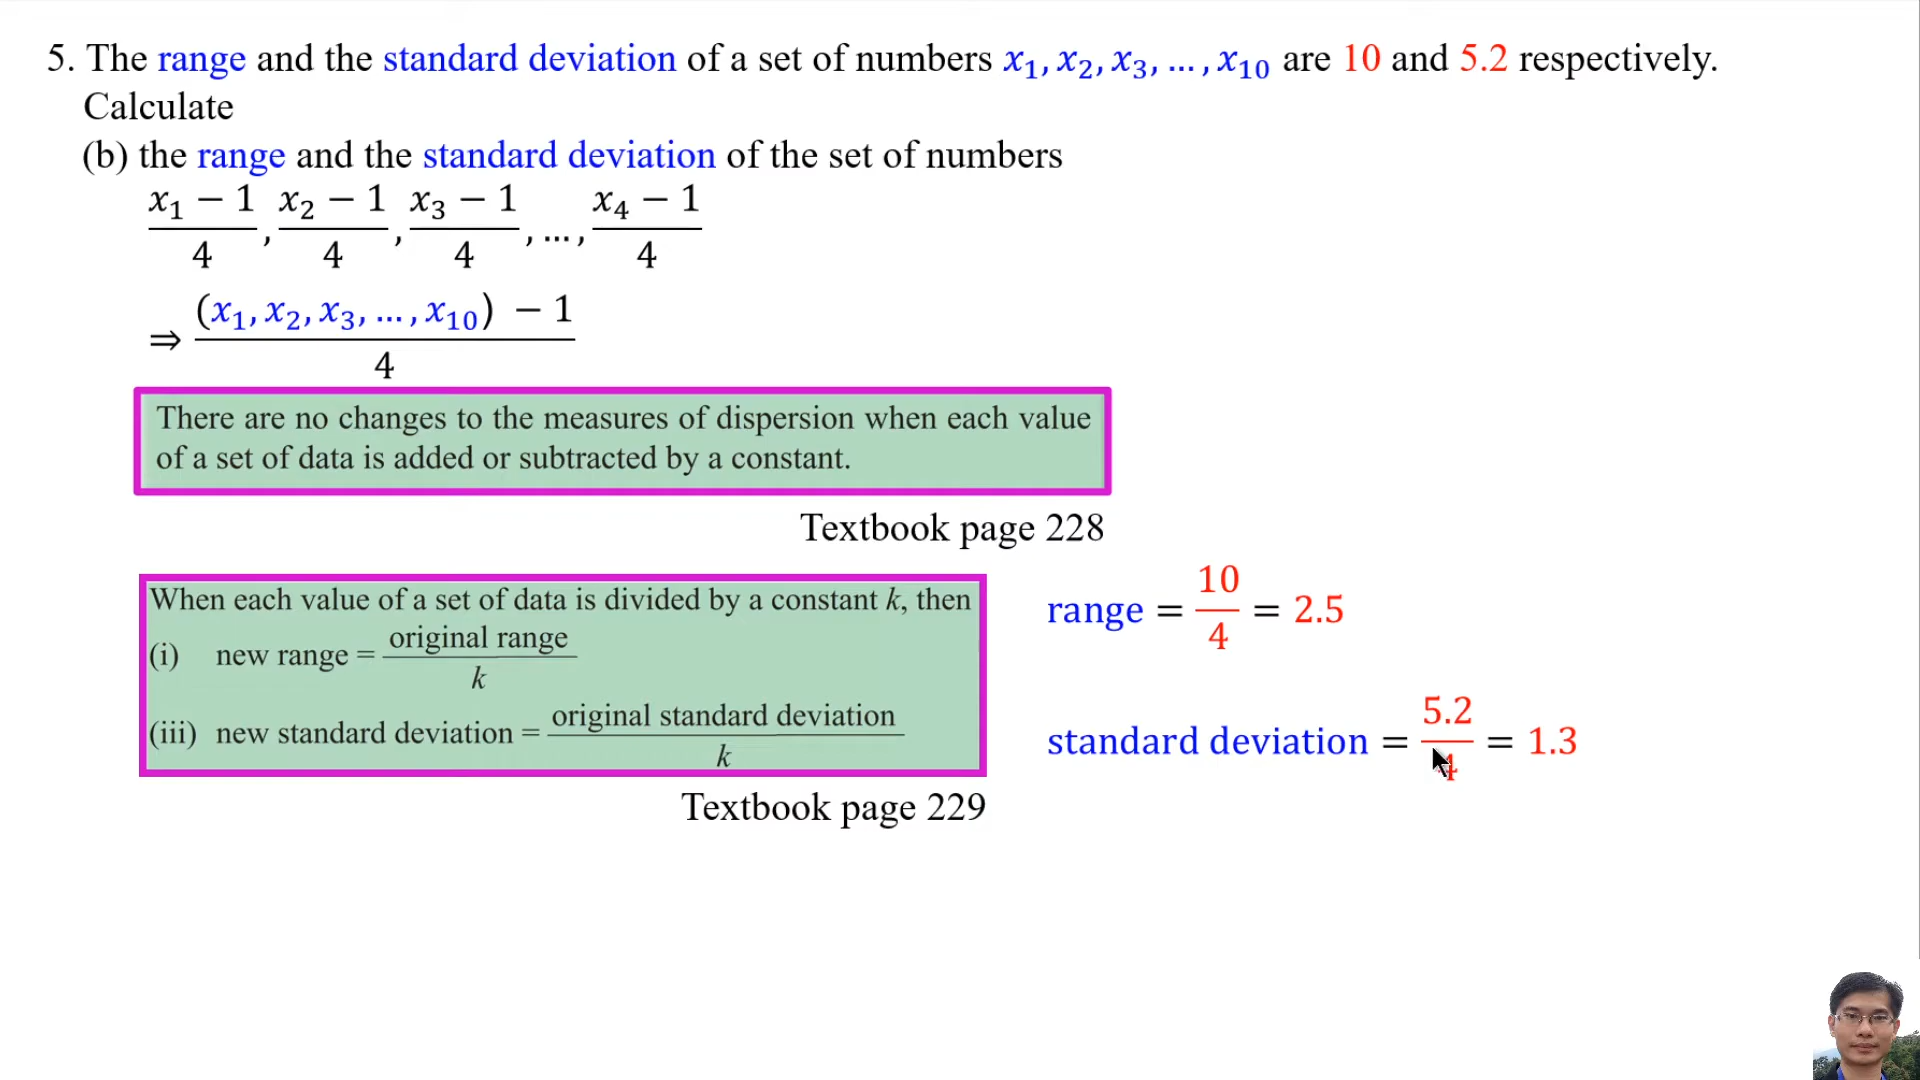 5. The range and the standard deviation of a set of numbers x₁, x₂, x₃, ... , x₁₀ are 10 and 5.2 respectively.
Calculate
(b) the range and the standard deviation of the set of numbers
(x₁ − 1)/4, (x₂ − 1)/4, (x₃ − 1)/4, ..., (x₄ − 1)/4
⇒ ((x₁, x₂, x₃, ... , x₁₀) − 1)/4
There are no changes to the measures of dispersion when each value
of a set of data is added or subtracted by a constant.
Textbook page 228
When each value of a set of data is divided by a constant k, then
(i) new range = original range/k
(iii) new standard deviation = original standard deviation/k
Textbook page 229
range = 10/4 = 2.5
standard deviation = 5.2/4 = 1.3